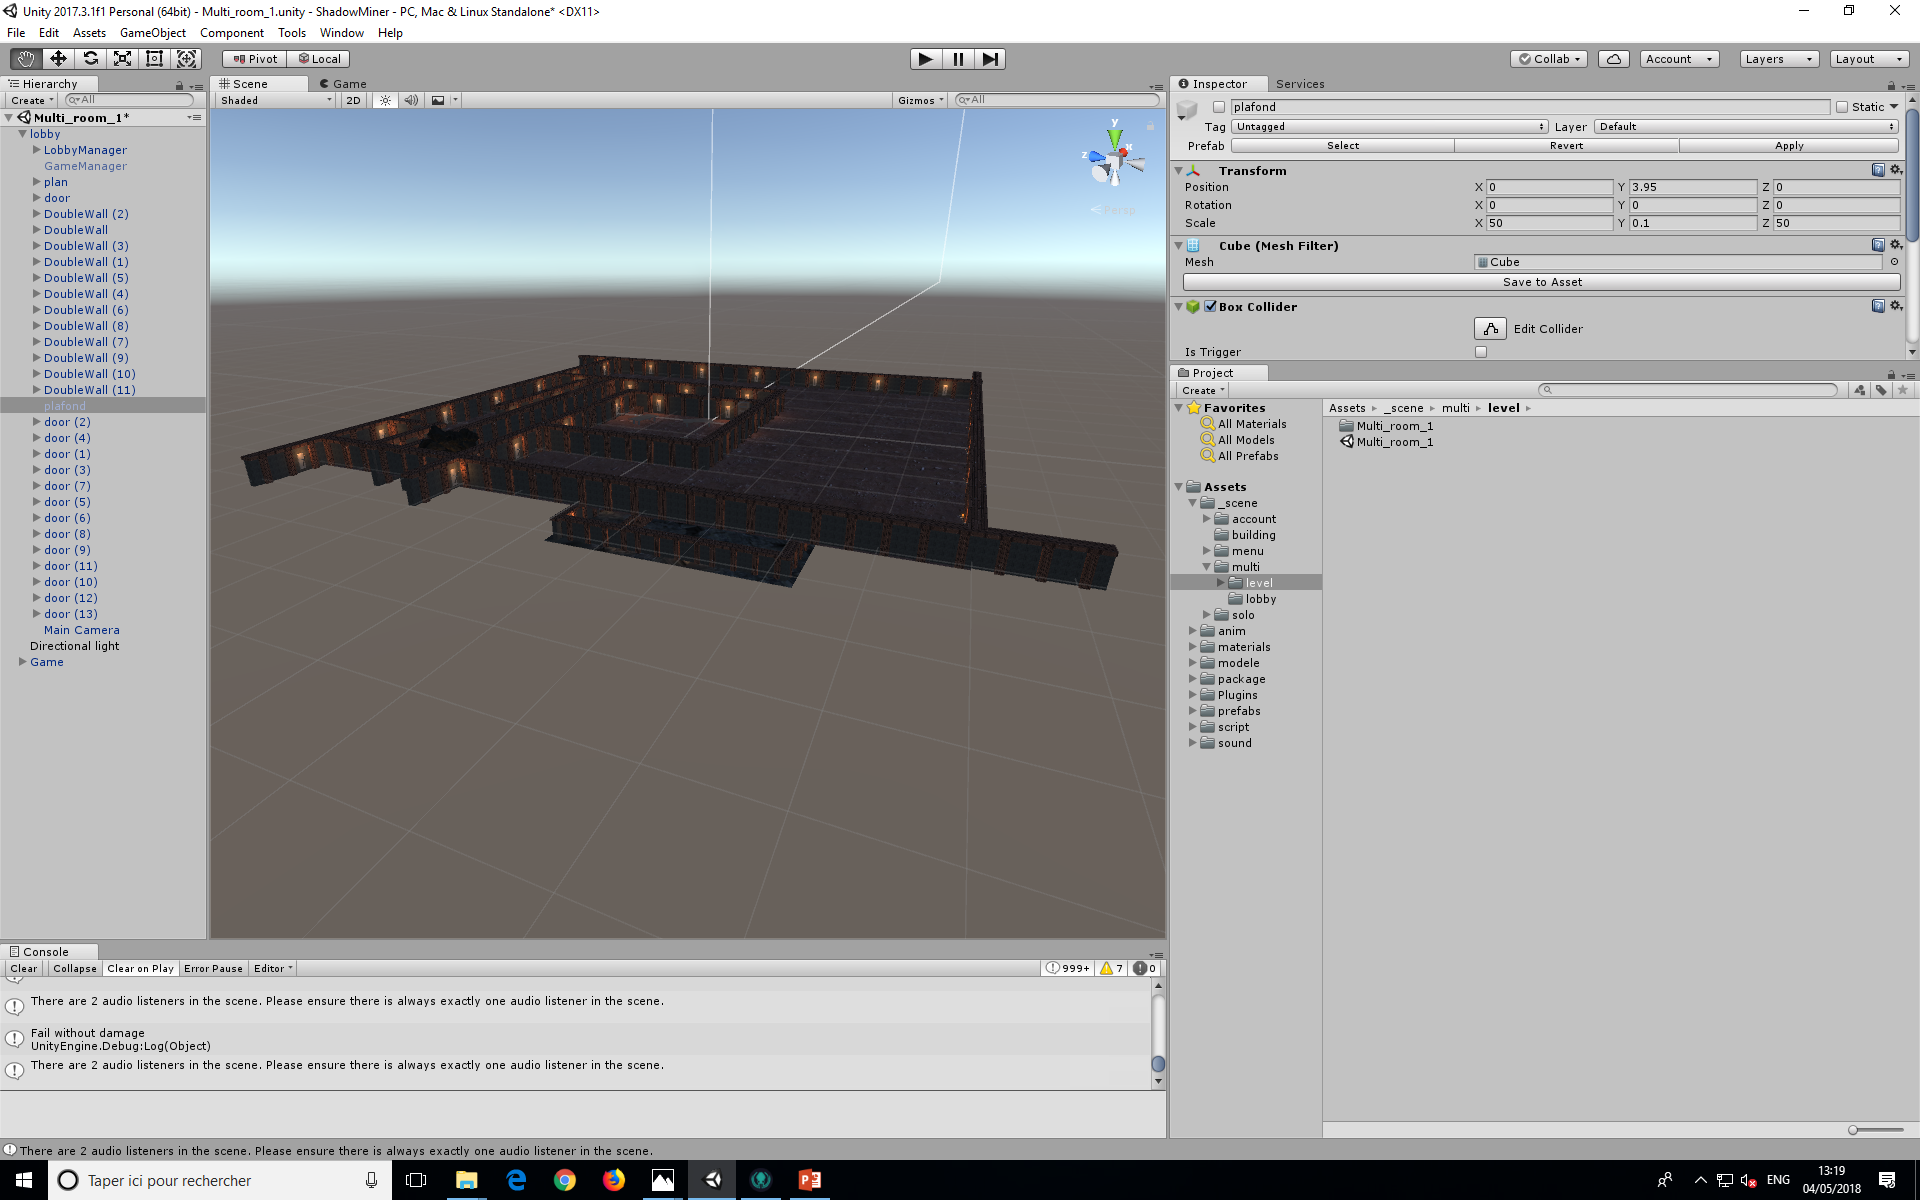 Unity 2017.3.1f1 Personal (64bit) - Multi_room_1.unity - ShadowMiner - PC, Mac & Linux Standalone* <DX11>
File Edit Assets GameObject Component Tools Window Help
Pivot Local
Collab Account Layers Layout
Hierarchy
Create All
Multi_room_1*
lobby
LobbyManager
GameManager
plan
door
DoubleWall (2)
DoubleWall
DoubleWall (3)
DoubleWall (1)
DoubleWall (5)
DoubleWall (4)
DoubleWall (6)
DoubleWall (8)
DoubleWall (7)
DoubleWall (9)
DoubleWall (10)
DoubleWall (11)
plafond
door (2)
door (4)
door (1)
door (3)
door (7)
door (5)
door (6)
door (8)
door (9)
door (11)
door (10)
door (12)
door (13)
Main Camera
Directional light
Game
Scene Game
Shaded 2D Gizmos All
y
z x
Persp
Inspector Services
plafond Static
Tag Untagged Layer Default
Prefab Select Revert Apply
Transform
Position X 0 Y 3.95 Z 0
Rotation X 0 Y 0 Z 0
Scale X 50 Y 0.1 Z 50
Cube (Mesh Filter)
Mesh Cube
Save to Asset
Box Collider
Edit Collider
Is Trigger
Project
Create
Favorites
All Materials
All Models
All Prefabs
Assets
_scene
account
building
menu
multi
level
lobby
solo
anim
materials
modele
package
Plugins
prefabs
script
sound
Assets _scene multi level
Multi_room_1
Multi_room_1
Console
Clear Collapse Clear on Play Error Pause Editor 999+ 7 0
There are 2 audio listeners in the scene. Please ensure there is always exactly one audio listener in the scene.
Fail without damage
UnityEngine.Debug:Log(Object)
There are 2 audio listeners in the scene. Please ensure there is always exactly one audio listener in the scene.
There are 2 audio listeners in the scene. Please ensure there is always exactly one audio listener in the scene.
Taper ici pour rechercher
ENG
13:19
04/05/2018